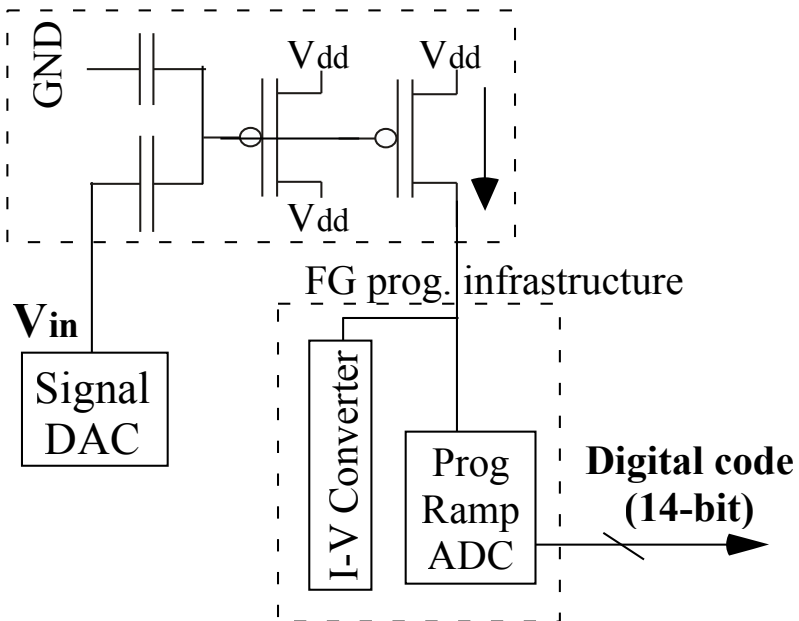 GND
Vdd
Vdd
Vdd
FG prog. infrastructure
Vin
Signal
DAC
I-V Converter
Prog
Ramp
ADC
Digital code
(14-bit)